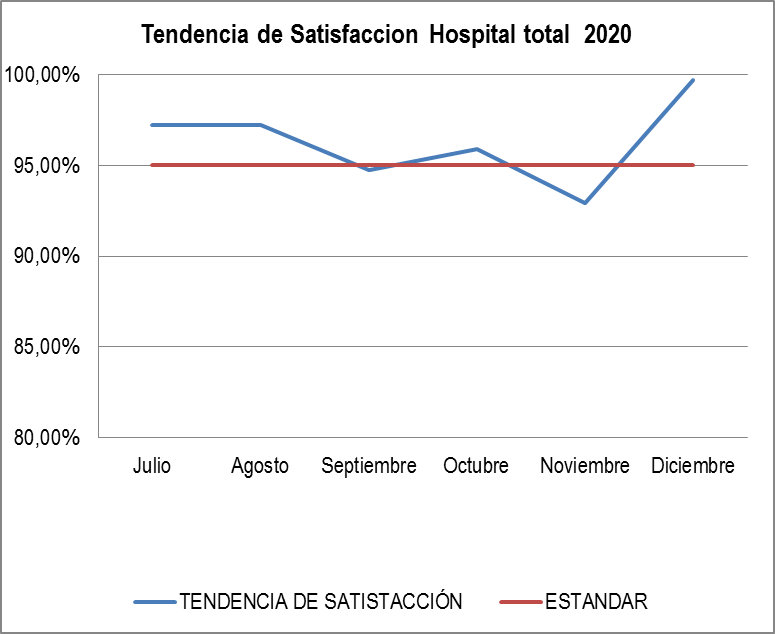 Tendencia de Satisfaccion Hospital total 2020
100,00%
95,00%
90,00%
85,00%
80,00%
Julio Agosto Septiembre Octubre Noviembre Diciembre
TENDENCIA DE SATISTACCIÓN ESTANDAR